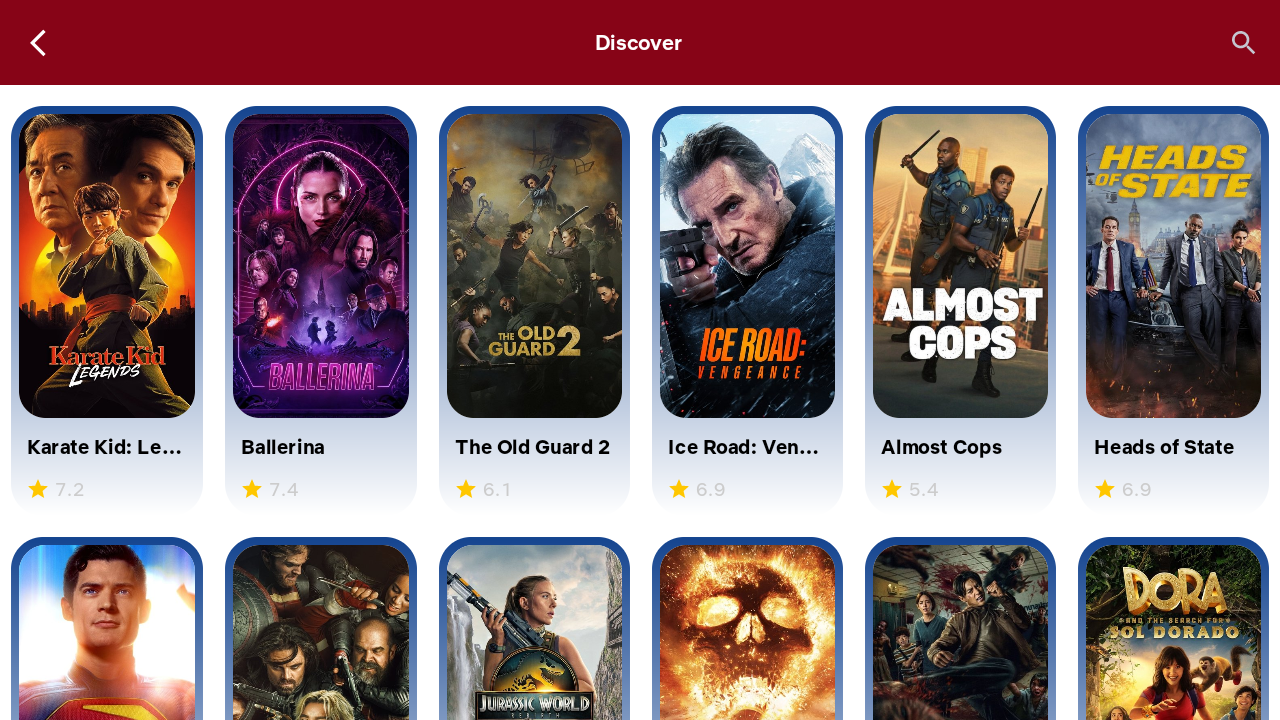 Discover
Karate Kid
LEGENDS
BALLERINA
THE OLD
GUARD 2
ICE ROAD:
VENGEANCE
ALMOST
COPS
HEADS
OF STATE
Karate Kid: Le...
Ballerina
The Old Guard 2
Ice Road: Ven...
Almost Cops
Heads of State
7.2
7.4
6.1
6.9
5.4
6.9
JURASSIC WORLD
REBIRTH
DORA
AND THE SEARCH FOR
SOL DORADO